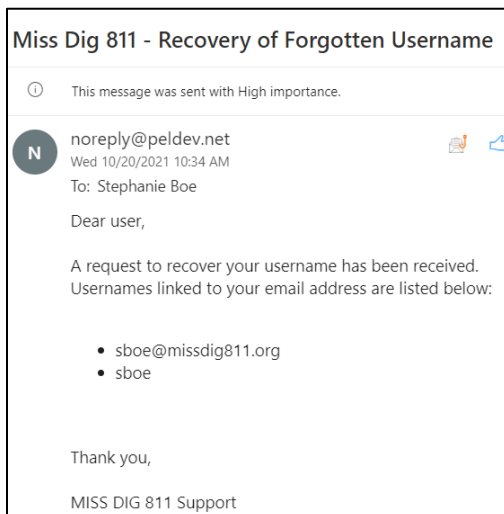 Miss Dig 811 - Recovery of Forgotten Username
This message was sent with High importance.
N
noreply@peldev.net
Wed 10/20/2021 10:34 AM
To: Stephanie Boe
Dear user,
A request to recover your username has been received.
Usernames linked to your email address are listed below:
• sboe@missdig811.org
• sboe
Thank you,
MISS DIG 811 Support